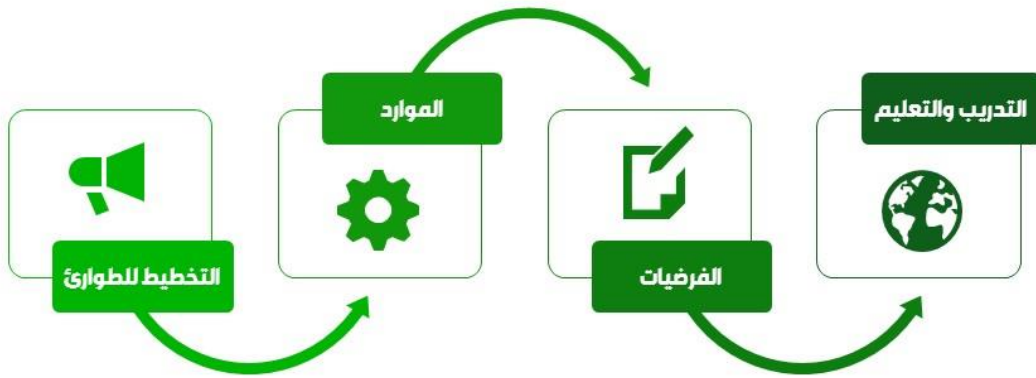 التخطيط للطوارئ
الموارد
الفرضيات
التدريب والتعليم